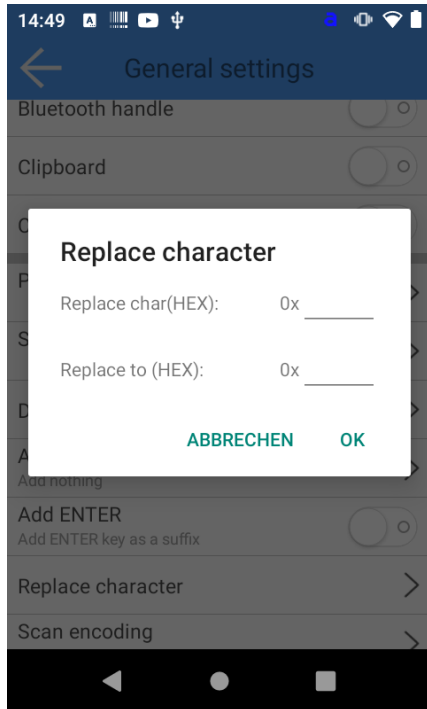 14:49
General settings
Bluetooth handle
Clipboard
Replace character
Replace char(HEX): 0x
Replace to (HEX): 0x
ABBRECHEN OK
Add nothing
Add ENTER
Add ENTER key as a suffix
Replace character
Scan encoding